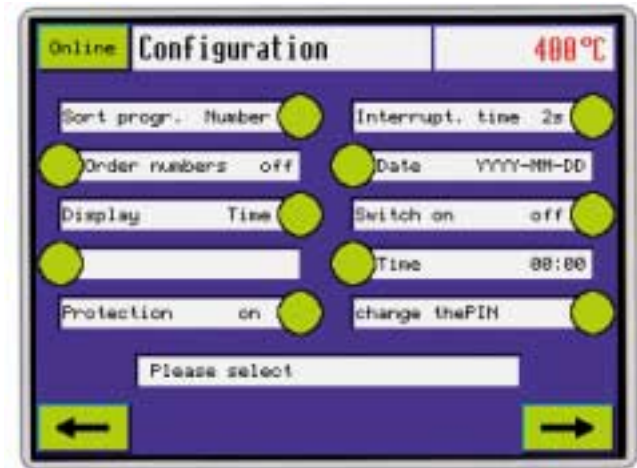 Online Configuration 400°C
Sort progr. Number
Interrupt. time 2s
Order numbers off
Date YYYY-MM-DD
Display Time
Switch on off
Time 00:00
Protection on
change thePIN
Please select